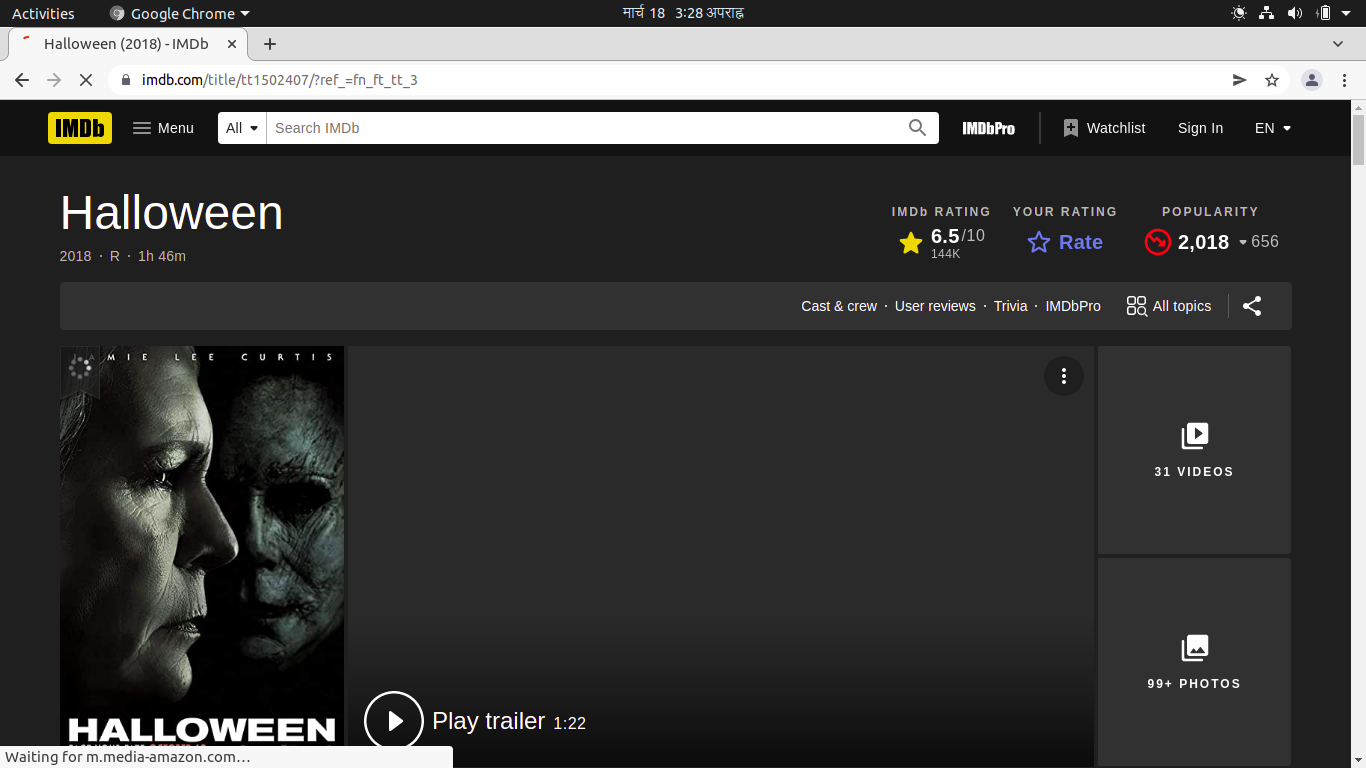 Activities Google Chrome मार्च 18 3:28 अपराह्न
Halloween (2018) - IMDb
imdb.com/title/tt1502407/?ref_=fn_ft_tt_3
IMDb Menu All Search IMDb IMDbPro Watchlist Sign In EN
Halloween
2018 · R · 1h 46m
IMDb RATING YOUR RATING POPULARITY
6.5/10 Rate 2,018 656
144K
Cast & crew · User reviews · Trivia · IMDbPro All topics
JAMIE LEE CURTIS
31 VIDEOS
99+ PHOTOS
HALLOWEEN
Play trailer 1:22
Waiting for m.media-amazon.com…